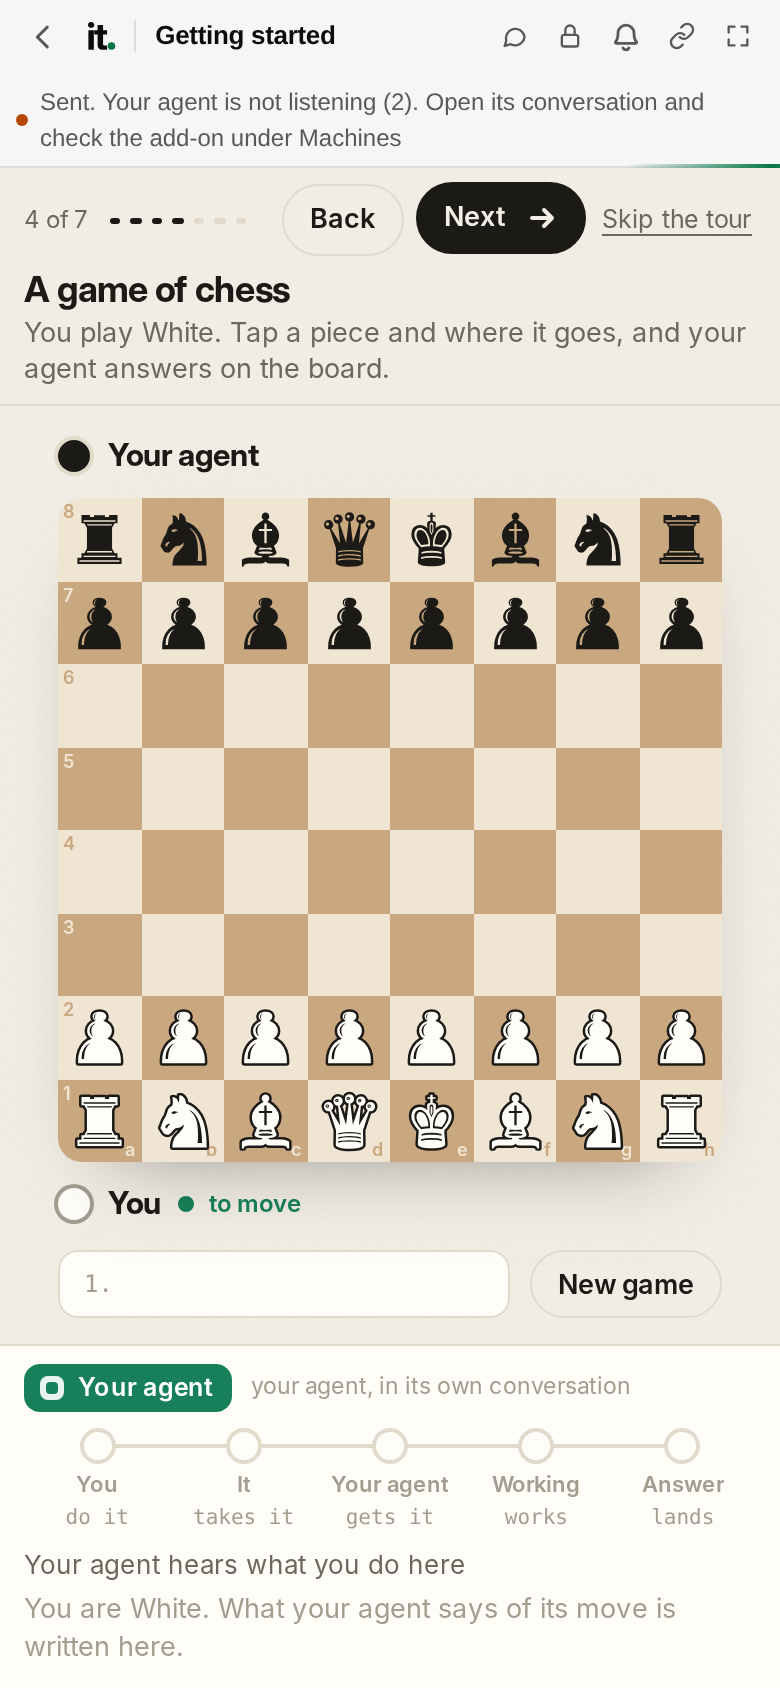 it.
Getting started
Sent. Your agent is not listening (2). Open its conversation and
check the add-on under Machines
4 of 7
Back
Next
Skip the tour
A game of chess
You play White. Tap a piece and where it goes, and your
agent answers on the board.
Your agent
8
7
6
5
4
3
2
1
a b c d e f g h
You
to move
1.
New game
Your agent
your agent, in its own conversation
You It Your agent Working Answer
do it takes it gets it works lands
Your agent hears what you do here
You are White. What your agent says of its move is
written here.